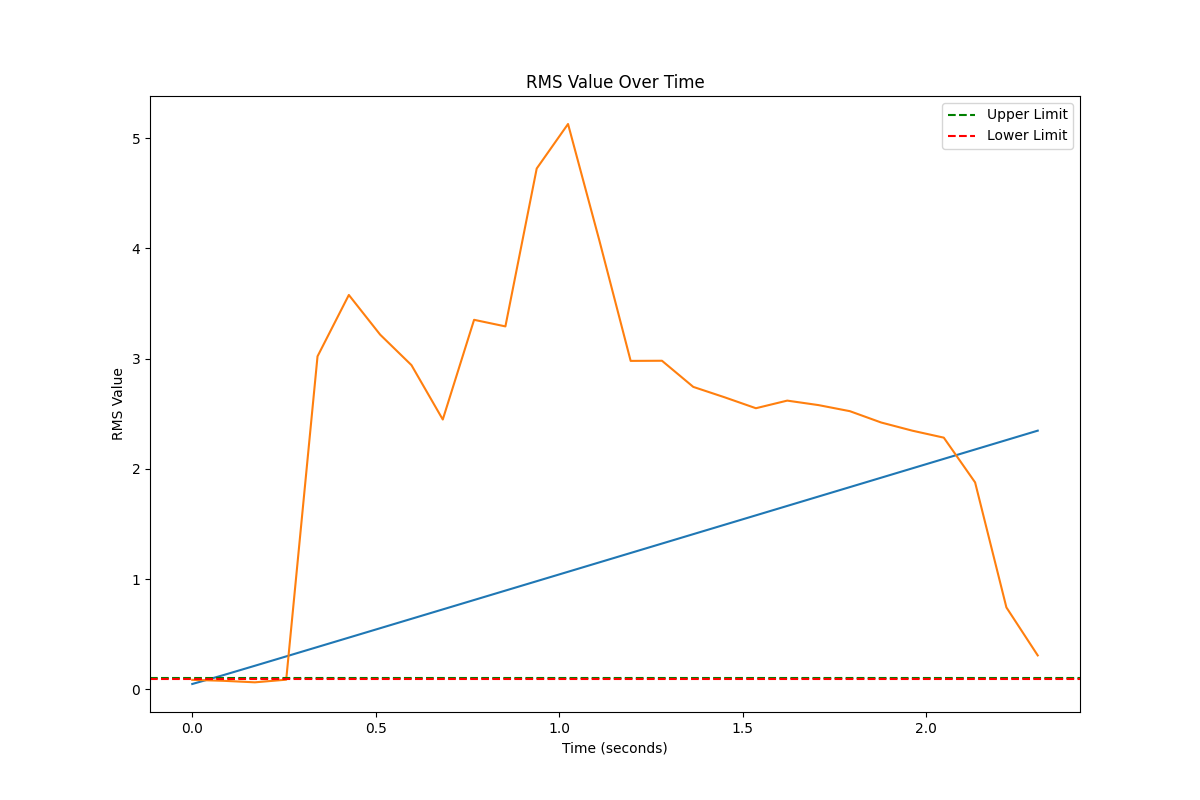 RMS Value Over Time
Upper Limit
Lower Limit
5
4
3
2
1
0
RMS Value
0.0 0.5 1.0 1.5 2.0
Time (seconds)